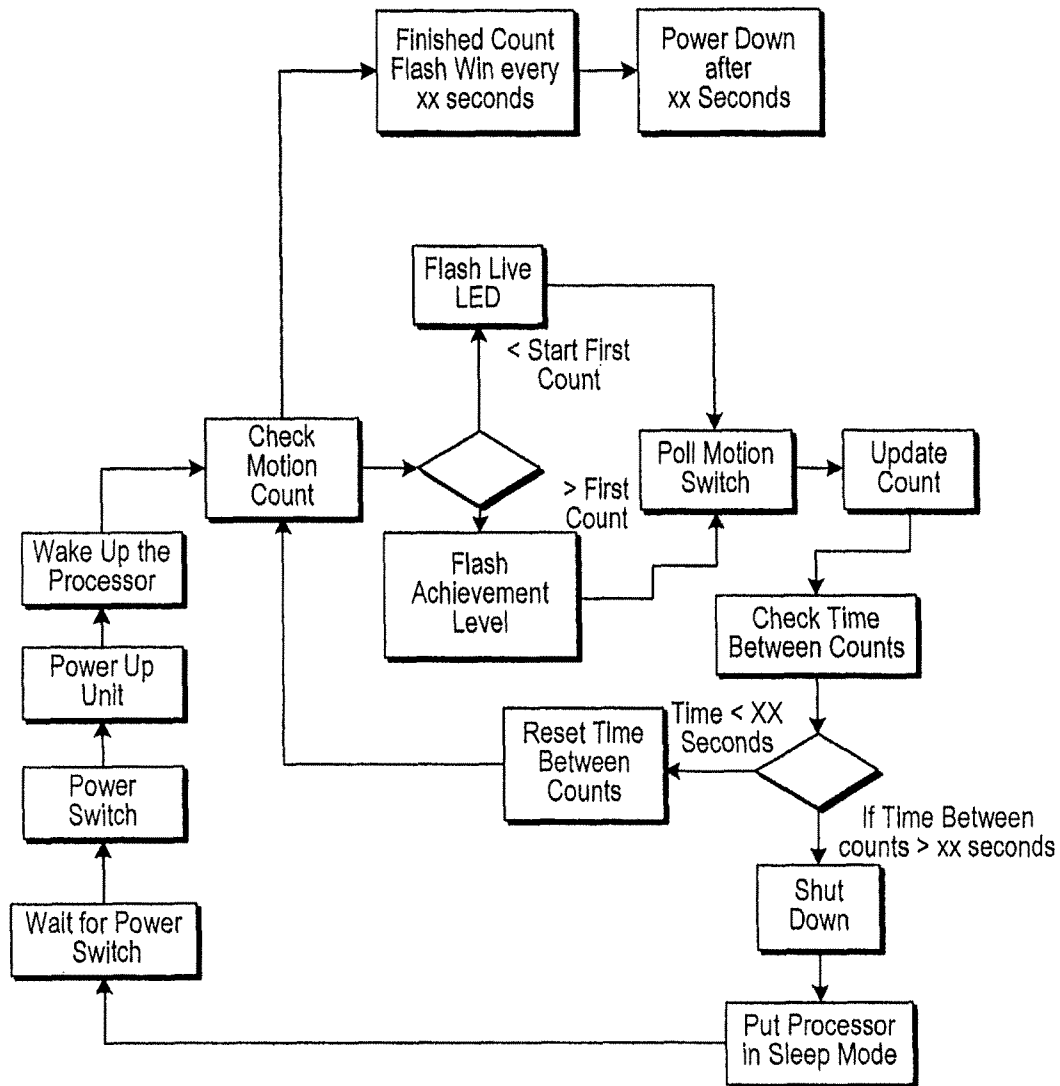 Finished Count
Flash Win every
xx seconds
Power Down
after
xx Seconds
Flash Live
LED
< Start First
Count
Check
Motion
Count
> First
Count
Poll Motion
Switch
Update
Count
Wake Up the
Processor
Flash
Achievement
Level
Check Time
Between Counts
Power Up
Unit
Reset Time
Between
Counts
Time < XX
Seconds
Power
Switch
If Time Between
counts > xx seconds
Shut
Down
Wait for Power
Switch
Put Processor
in Sleep Mode